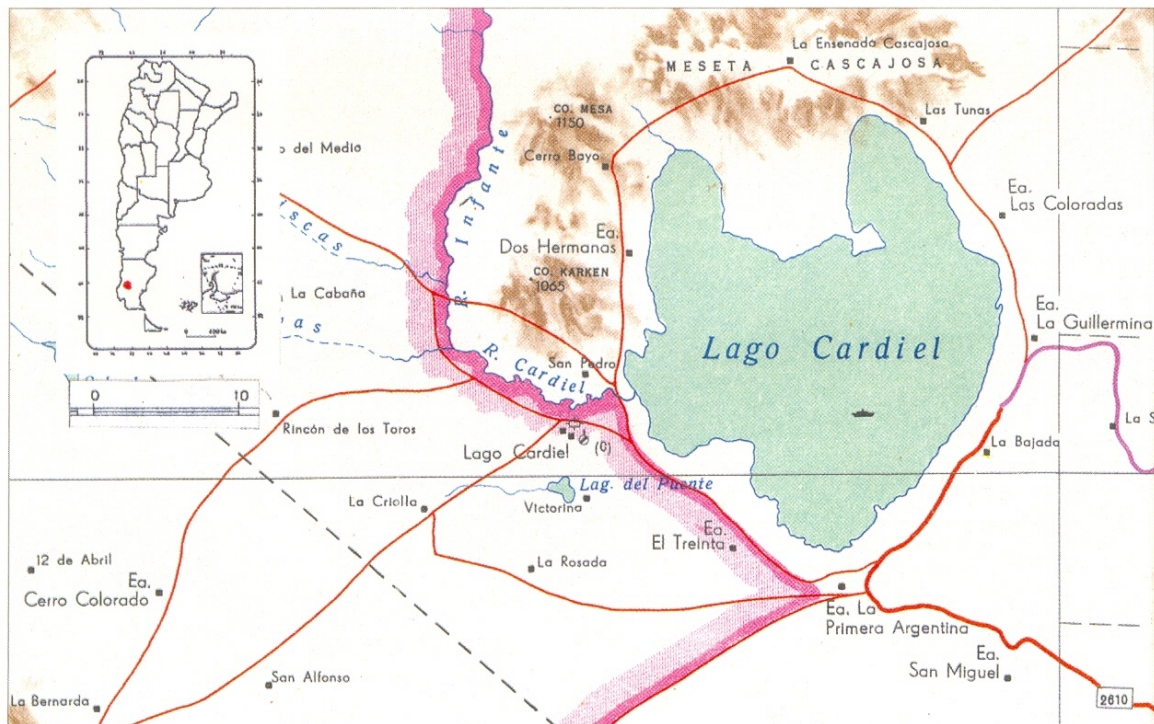 La Ensenada Cascajosa
MESETA CASCAJOSA
CO. MESA
1150
Las Tunas
o del Medio
Cerro Bayo
R. Infante
Ea.
Las Coloradas
Ea.
Dos Hermanas
iscas
CO. KARKEN
1065
La Cabaña
as
Ea.
La Guillermina
Lago Cardiel
R. Cardiel
San Pedro
0 10
Rincón de los Toros
La S
La Bajada
Lago Cardiel
(C)
Lag. del Puente
La Criolla
Victorina
Ea.
El Treinta
12 de Abril
La Rosada
Ea.
Cerro Colorado
Ea. La
Primera Argentina
Ea.
San Miguel
San Alfonso
La Bernarda
2610